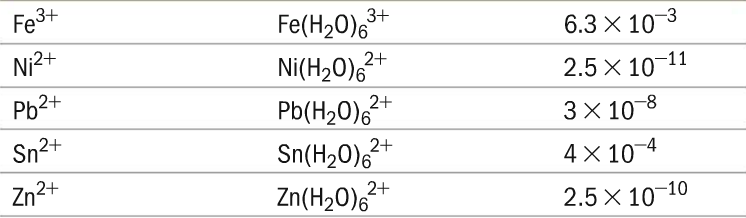 Fe³⁺ Fe(H₂O)₆³⁺ 6.3 × 10⁻³
Ni²⁺ Ni(H₂O)₆²⁺ 2.5 × 10⁻¹¹
Pb²⁺ Pb(H₂O)₆²⁺ 3 × 10⁻⁸
Sn²⁺ Sn(H₂O)₆²⁺ 4 × 10⁻⁴
Zn²⁺ Zn(H₂O)₆²⁺ 2.5 × 10⁻¹⁰